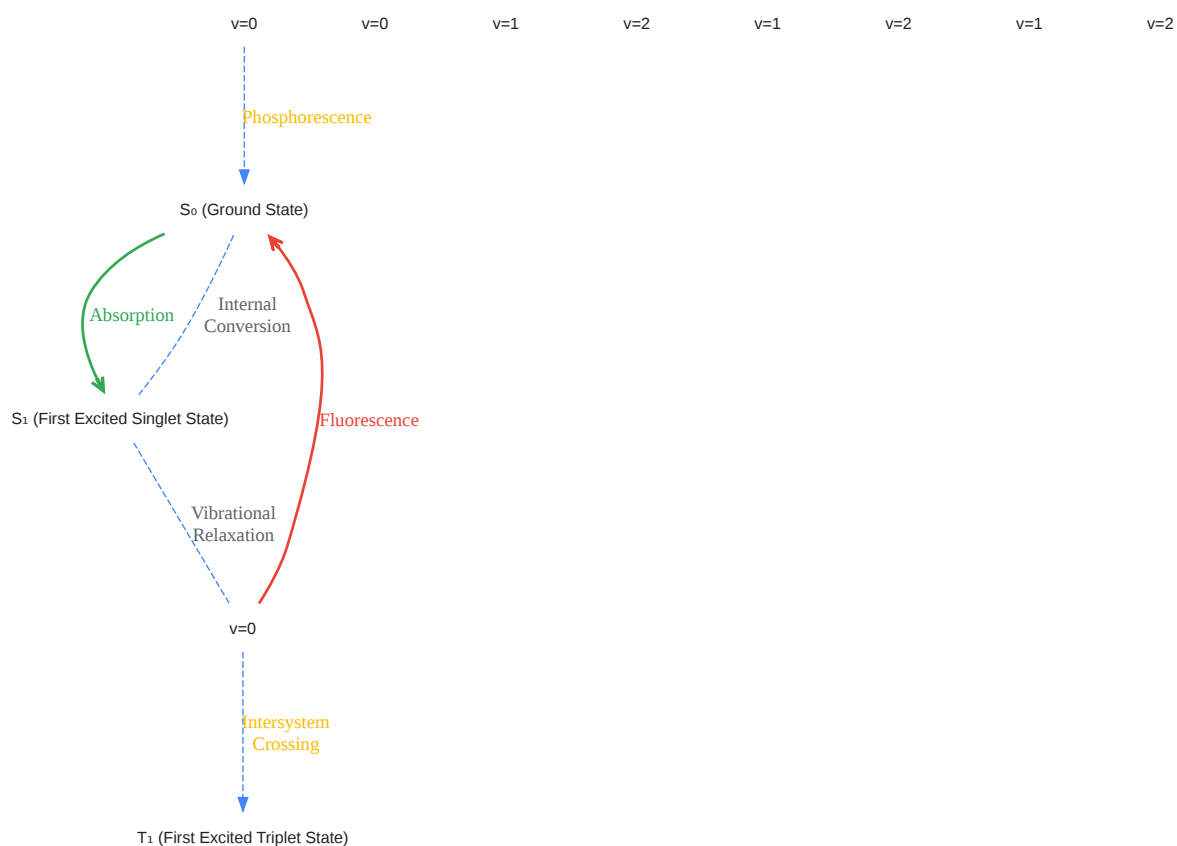 v=0 v=0 v=1 v=2 v=1 v=2 v=1 v=2
Phosphorescence
S₀ (Ground State)
Internal
Conversion
Absorption
S₁ (First Excited Singlet State)
Fluorescence
Vibrational
Relaxation
v=0
Intersystem
Crossing
T₁ (First Excited Triplet State)